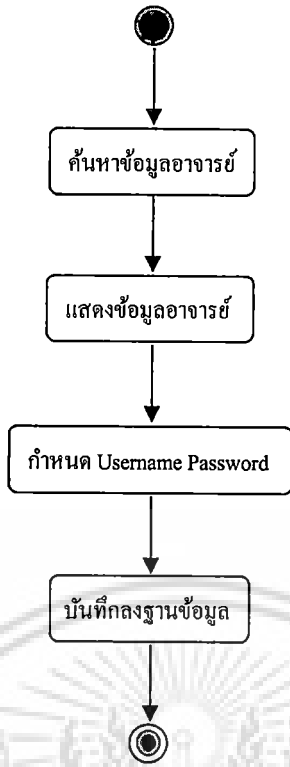 ค้นหาข้อมูลอาจารย์
แสดงข้อมูลอาจารย์
กำหนด Username Password
บันทึกลงฐานข้อมูล